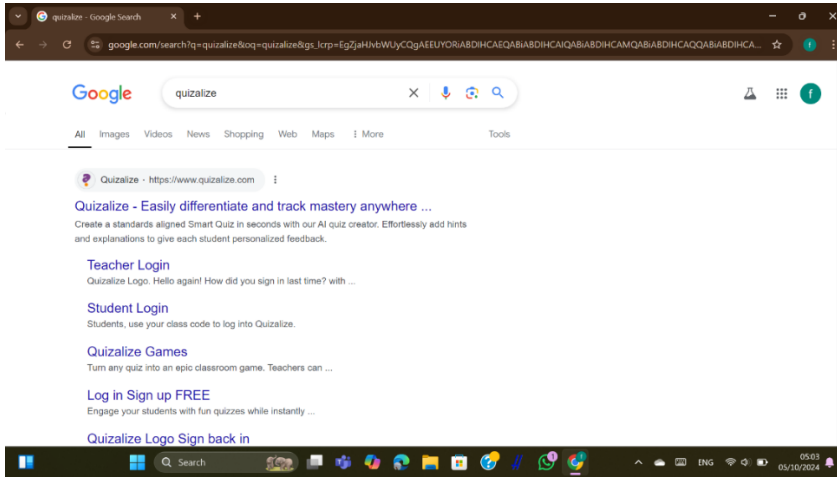 quizalize - Google Search
google.com/search?q=quizalize&oq=quizalize&gs_lcrp=EgZjaHJvbWUyCQgAEEUYORiABDIHCAEQABiABDIHCAIQABiABDIHCAMQABiABDIHCAQQABiABDIHCA...
f
Google
quizalize
f
All Images Videos News Shopping Web Maps More Tools
Quizalize · https://www.quizalize.com
Quizalize - Easily differentiate and track mastery anywhere ...
Create a standards aligned Smart Quiz in seconds with our AI quiz creator. Effortlessly add hints
and explanations to give each student personalized feedback.
Teacher Login
Quizalize Logo. Hello again! How did you sign in last time? with ...
Student Login
Students, use your class code to log into Quizalize.
Quizalize Games
Turn any quiz into an epic classroom game. Teachers can ...
Log in Sign up FREE
Engage your students with fun quizzes while instantly ...
Quizalize Logo Sign back in
Search
ENG
05:03
05/10/2024